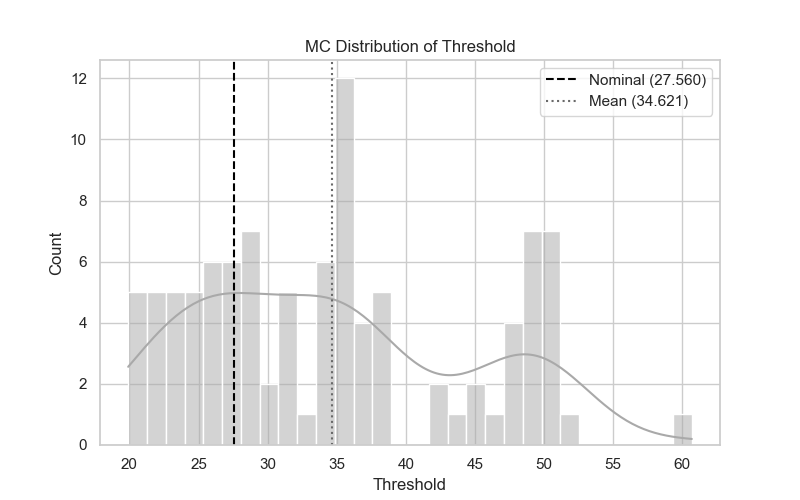 MC Distribution of Threshold
Nominal (27.560)
Mean (34.621)
12
10
8
6
4
2
0
Count
20 25 30 35 40 45 50 55 60
Threshold